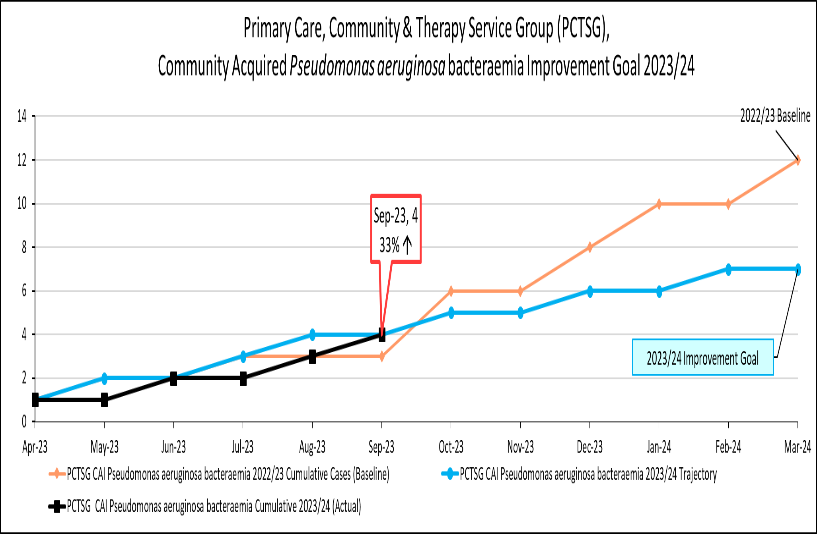 Primary Care, Community & Therapy Service Group (PCTSG),
Community Acquired Pseudomonas aeruginosa bacteraemia Improvement Goal 2023/24
14
2022/23 Baseline
12
10
Sep-23, 4
33% ↑
8
6
4
2023/24 Improvement Goal
2
0
Apr-23 May-23 Jun-23 Jul-23 Aug-23 Sep-23 Oct-23 Nov-23 Dec-23 Jan-24 Feb-24 Mar-24
PCTSG CAI Pseudomonas aeruginosa bacteraemia 2022/23 Cumulative Cases (Baseline)
PCTSG CAI Pseudomonas aeruginosa bacteraemia 2023/24 Trajectory
PCTSG CAI Pseudomonas aeruginosa bacteraemia Cumulative 2023/24 (Actual)